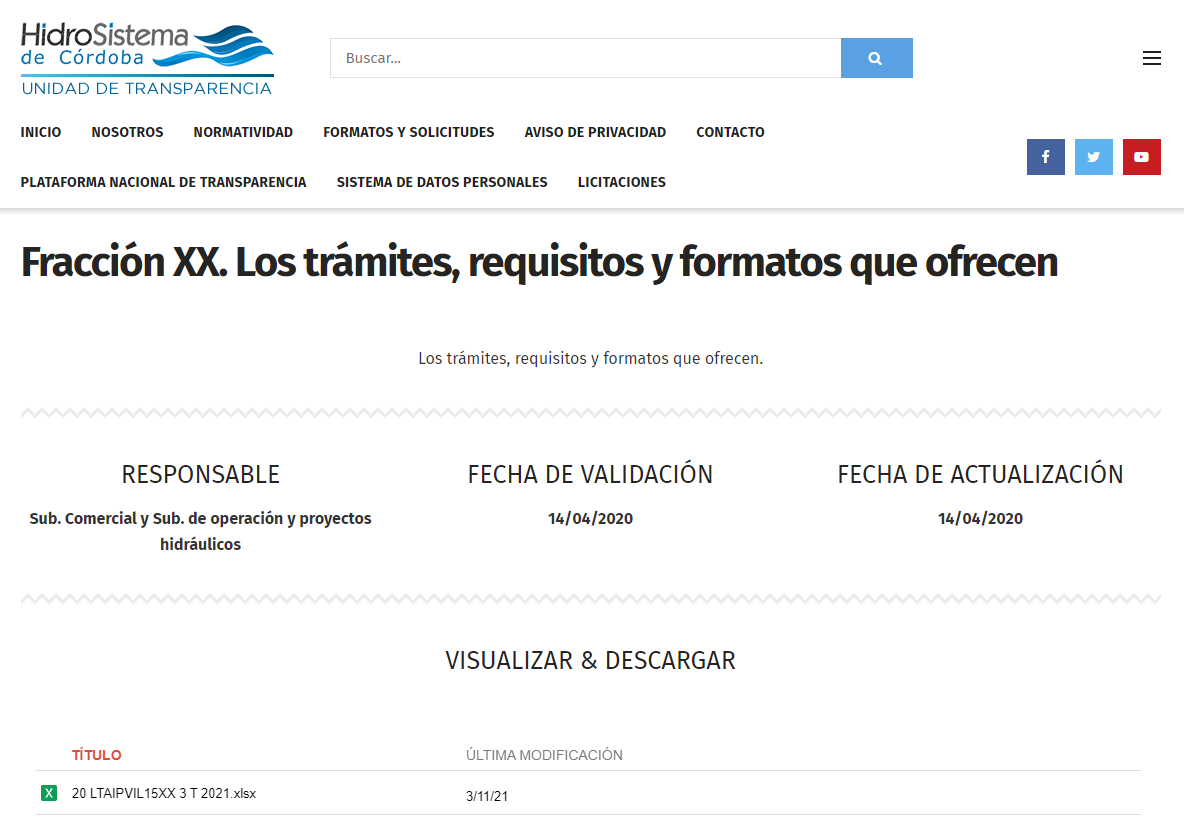 HidroSistema
de Córdoba
UNIDAD DE TRANSPARENCIA
Buscar...
INICIO NOSOTROS NORMATIVIDAD FORMATOS Y SOLICITUDES AVISO DE PRIVACIDAD CONTACTO
PLATAFORMA NACIONAL DE TRANSPARENCIA SISTEMA DE DATOS PERSONALES LICITACIONES
Fracción XX. Los trámites, requisitos y formatos que ofrecen
Los trámites, requisitos y formatos que ofrecen.
RESPONSABLE
Sub. Comercial y Sub. de operación y proyectos
hidráulicos
FECHA DE VALIDACIÓN
14/04/2020
FECHA DE ACTUALIZACIÓN
14/04/2020
VISUALIZAR & DESCARGAR
TÍTULO ÚLTIMA MODIFICACIÓN
X 20 LTAIPVIL15XX 3 T 2021.xlsx 3/11/21